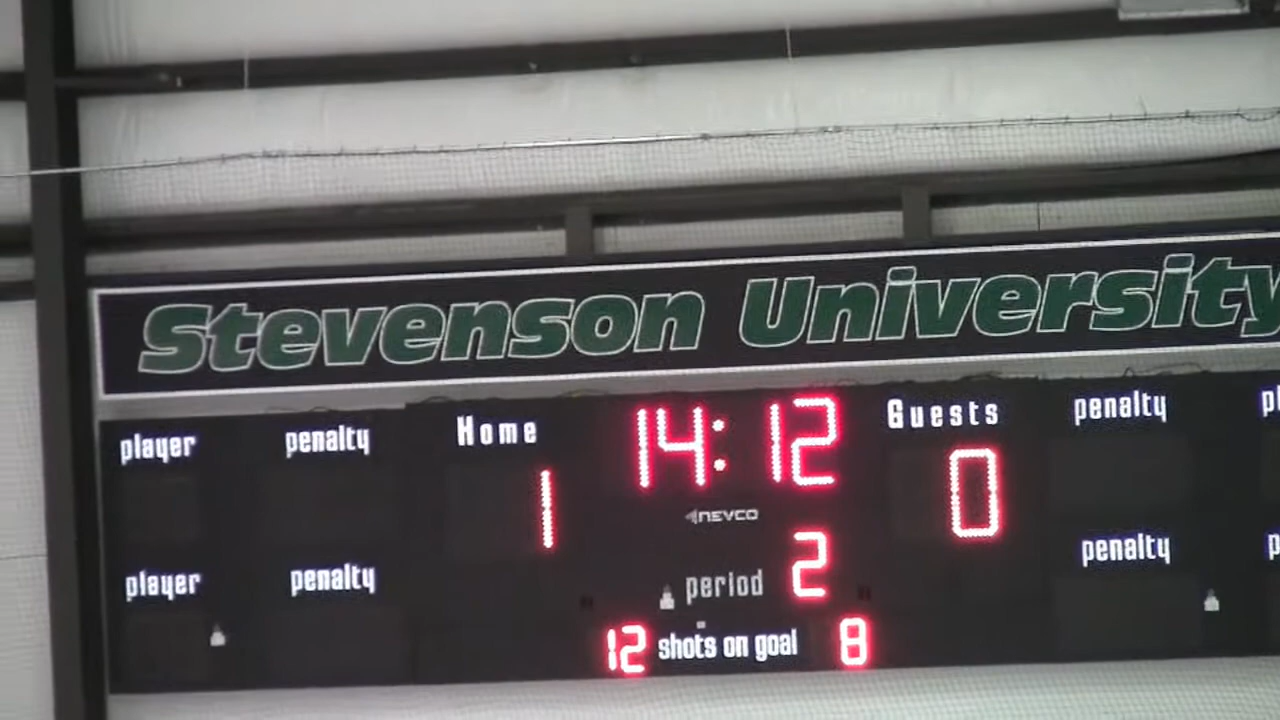 Stevenson University
player penalty Home 14:12 Guests penalty
1 0
NEVCO
player penalty period 2 penalty
12 shots on goal 8